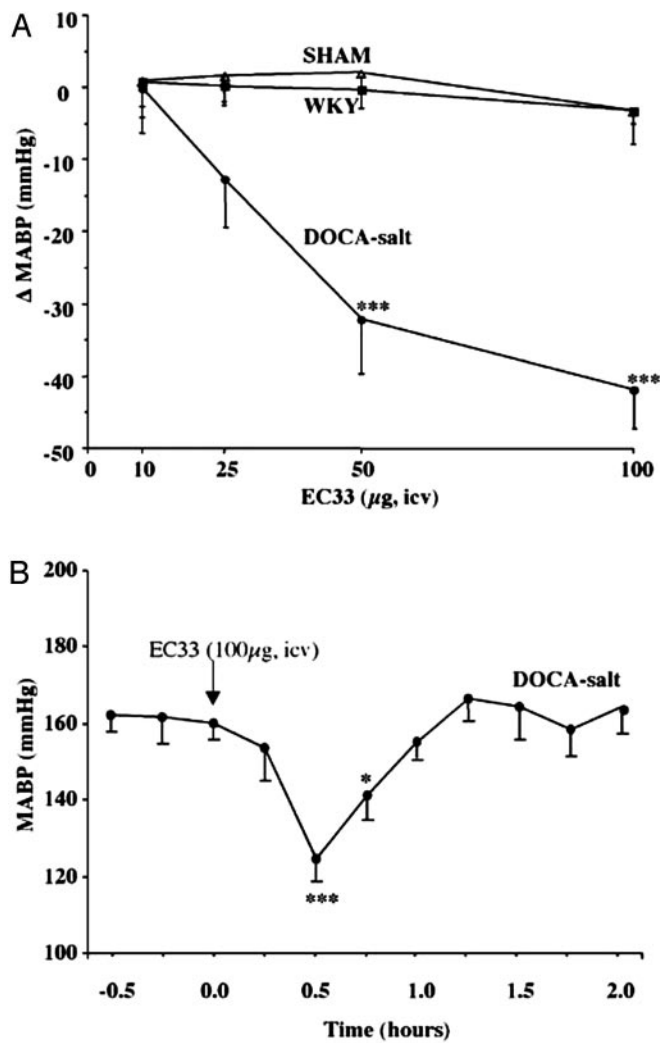 A
10
0
-10
-20
-30
-40
-50
Δ MABP (mmHg)
SHAM
WKY
DOCA-salt
***
***
0 10 25 50 100
EC33 (μg, icv)
B
200
180
160
140
120
100
MABP (mmHg)
EC33 (100μg, icv)
DOCA-salt
*
***
-0.5 0.0 0.5 1.0 1.5 2.0
Time (hours)